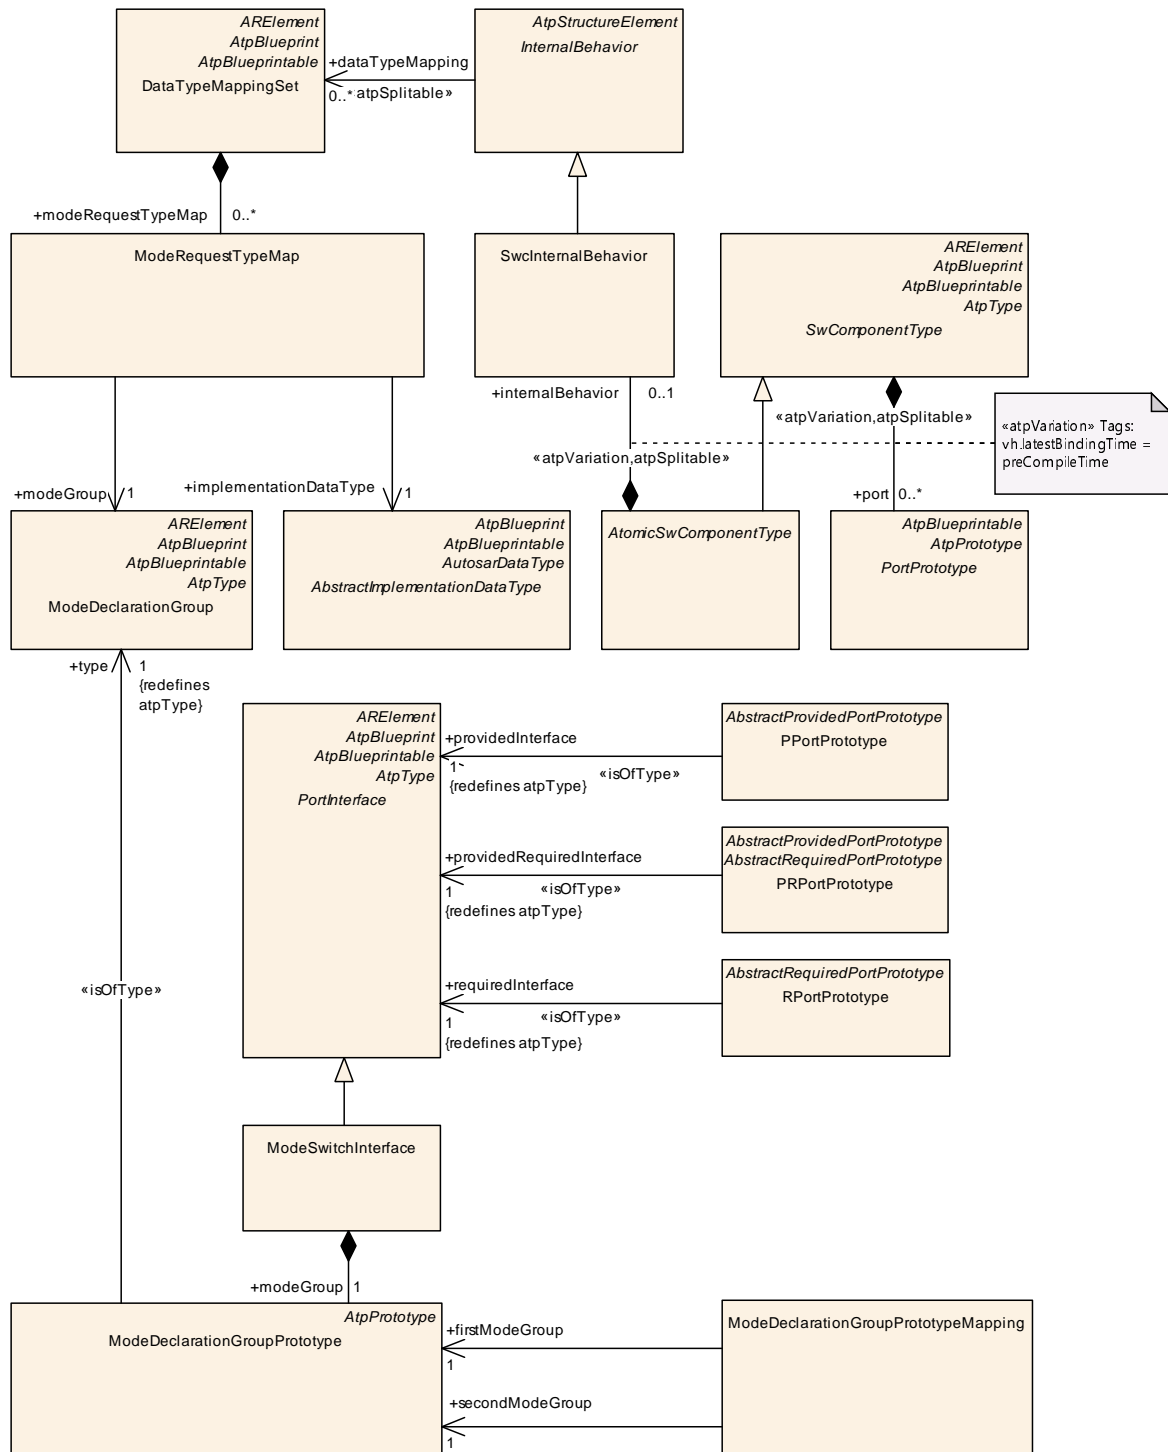 ARElement
AtpBlueprint
AtpBlueprintable
DataTypeMappingSet
+dataTypeMapping
0..*
atpSplitable»
AtpStructureElement
InternalBehavior
+modeRequestTypeMap
0..*
ModeRequestTypeMap
SwcInternalBehavior
ARElement
AtpBlueprint
AtpBlueprintable
AtpType
SwComponentType
+internalBehavior
0..1
«atpVariation,atpSplitable»
«atpVariation,atpSplitable»
«atpVariation» Tags:
vh.latestBindingTime =
preCompileTime
+modeGroup
1
+implementationDataType
1
+port
0..*
ARElement
AtpBlueprint
AtpBlueprintable
AtpType
ModeDeclarationGroup
AtpBlueprint
AtpBlueprintable
AutosarDataType
AbstractImplementationDataType
AtomicSwComponentType
AtpBlueprintable
AtpPrototype
PortPrototype
+type
1
{redefines
atpType}
ARElement
AtpBlueprint
AtpBlueprintable
AtpType
PortInterface
+providedInterface
1
«isOfType»
{redefines atpType}
AbstractProvidedPortPrototype
PPortPrototype
+providedRequiredInterface
1
«isOfType»
{redefines atpType}
AbstractProvidedPortPrototype
AbstractRequiredPortPrototype
PRPortPrototype
+requiredInterface
1
«isOfType»
{redefines atpType}
AbstractRequiredPortPrototype
RPortPrototype
«isOfType»
ModeSwitchInterface
+modeGroup
1
AtpPrototype
ModeDeclarationGroupPrototype
+firstModeGroup
1
+secondModeGroup
1
ModeDeclarationGroupPrototypeMapping